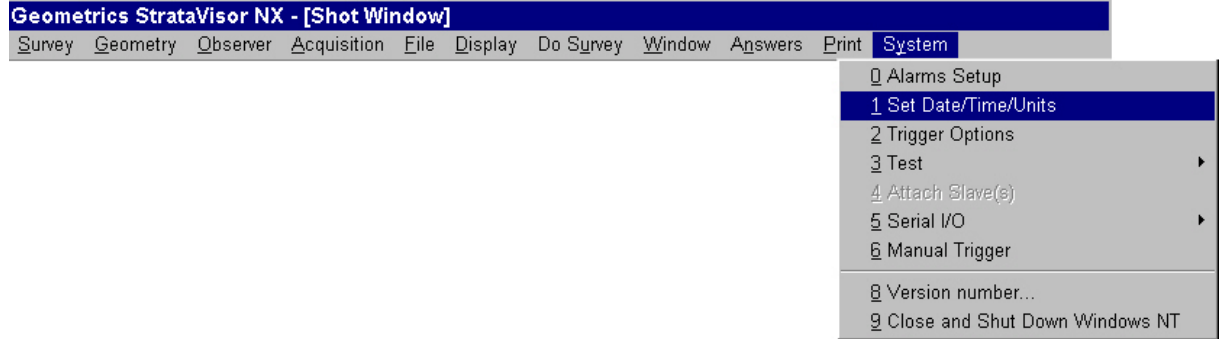 Geometrics StrataVisor NX - [Shot Window]
Survey Geometry Observer Acquisition File Display Do Survey Window Answers Print System
0 Alarms Setup
1 Set Date/Time/Units
2 Trigger Options
3 Test
4 Attach Slave(s)
5 Serial I/O
6 Manual Trigger
8 Version number...
9 Close and Shut Down Windows NT